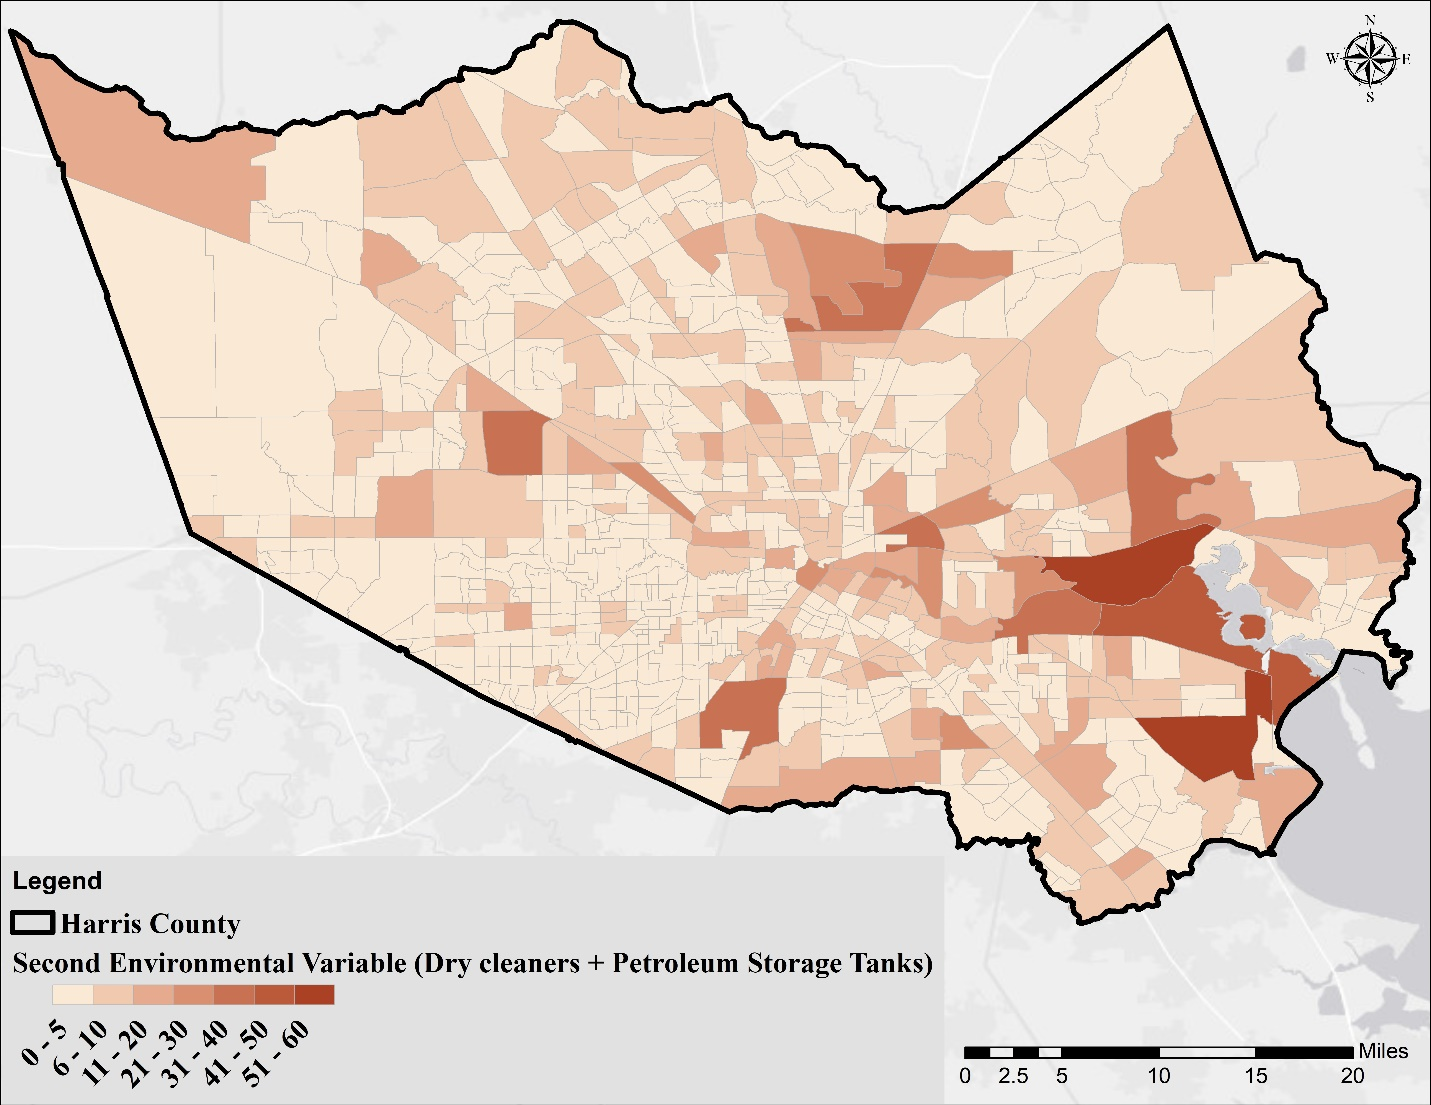 N
W E
S
Legend
Harris County
Second Environmental Variable (Dry cleaners + Petroleum Storage Tanks)
0 - 5
6 - 10
11 - 20
21 - 30
31 - 40
41 - 50
51 - 60
Miles
0 2.5 5 10 15 20